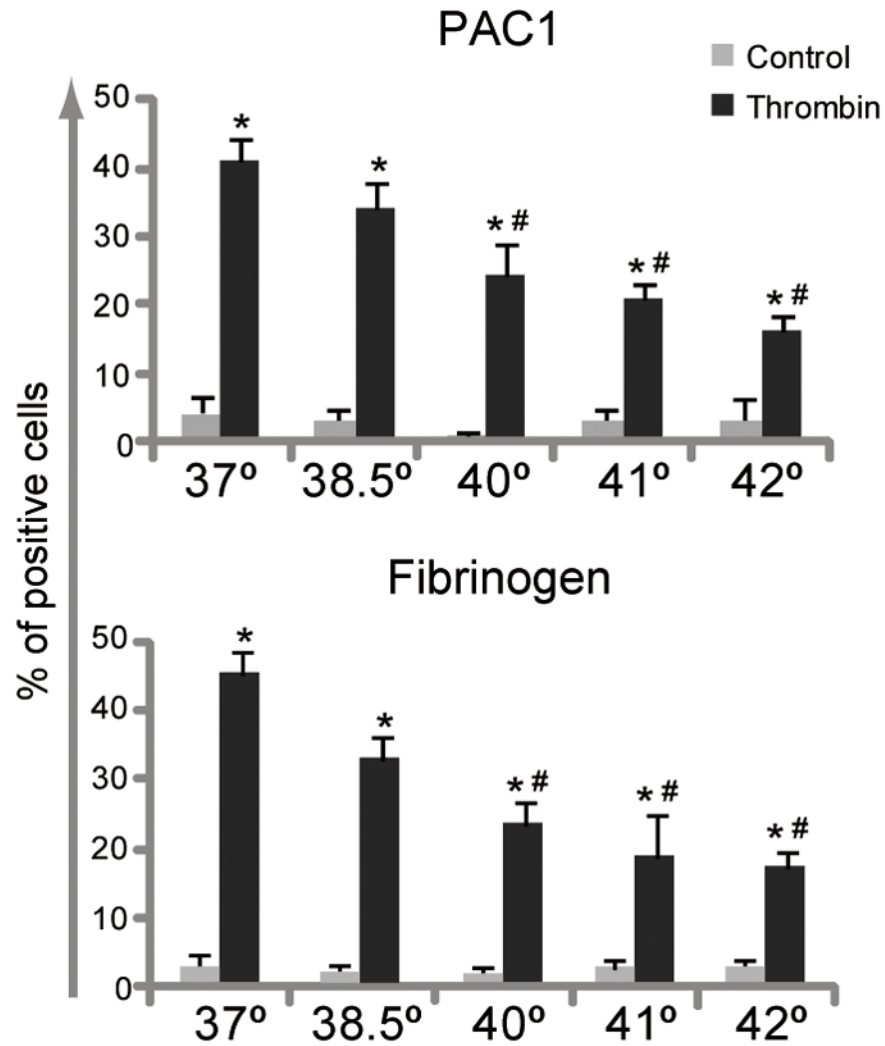 PAC1
Control
Thrombin
% of positive cells
50
40
30
20
10
0
*
*
* #
* #
* #
37º
38.5º
40º
41º
42º
Fibrinogen
50
40
30
20
10
0
*
*
* #
* #
* #
37º
38.5º
40º
41º
42º